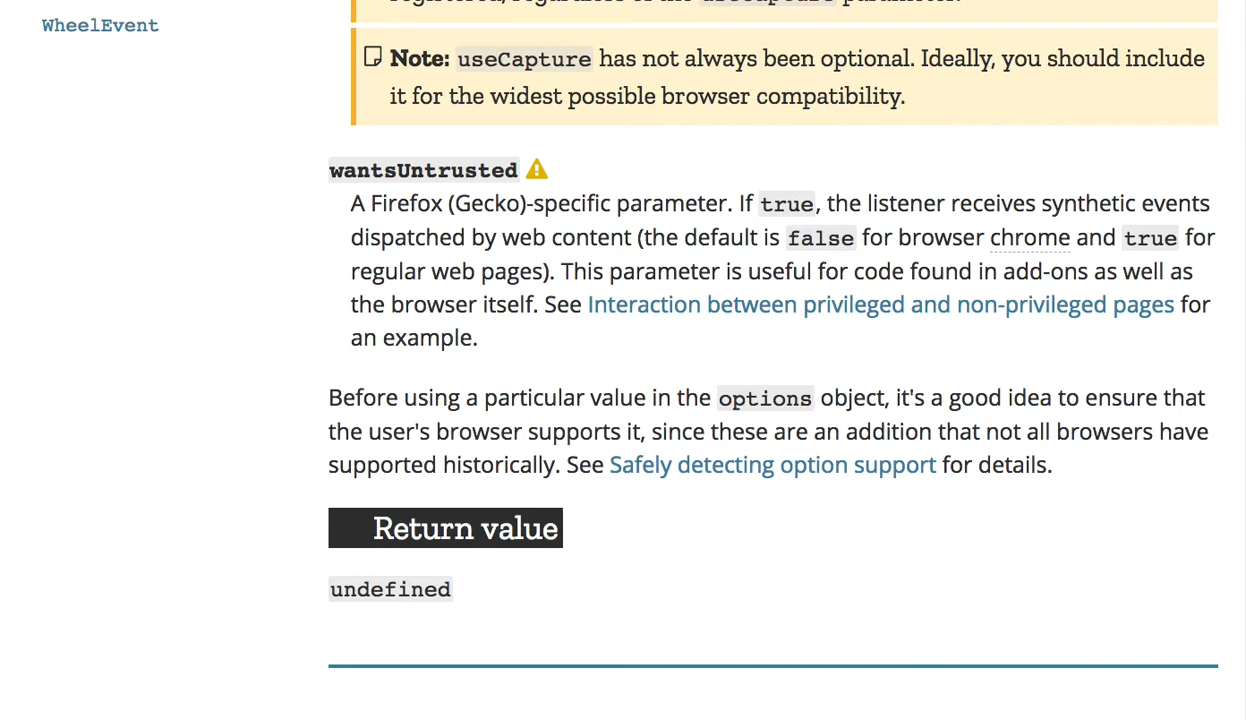 WheelEvent
registered, regardless of the useCapture parameter.
Note: useCapture has not always been optional. Ideally, you should include
it for the widest possible browser compatibility.
wantsUntrusted
A Firefox (Gecko)-specific parameter. If true, the listener receives synthetic events
dispatched by web content (the default is false for browser chrome and true for
regular web pages). This parameter is useful for code found in add-ons as well as
the browser itself. See Interaction between privileged and non-privileged pages for
an example.
Before using a particular value in the options object, it's a good idea to ensure that
the user's browser supports it, since these are an addition that not all browsers have
supported historically. See Safely detecting option support for details.
Return value
undefined